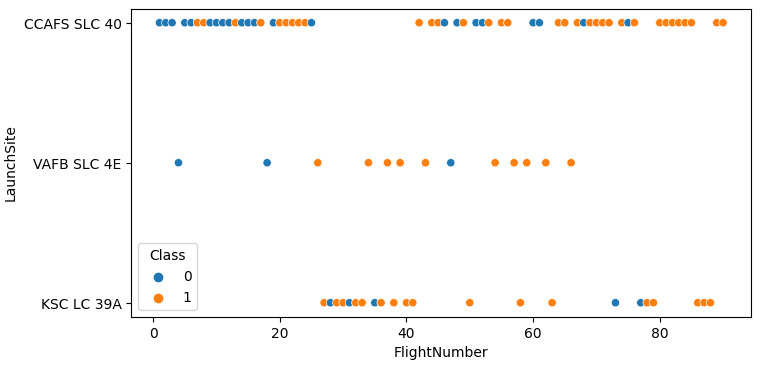 CCAFS SLC 40
VAFB SLC 4E
KSC LC 39A
LaunchSite
Class
0
1
0 20 40 60 80
FlightNumber